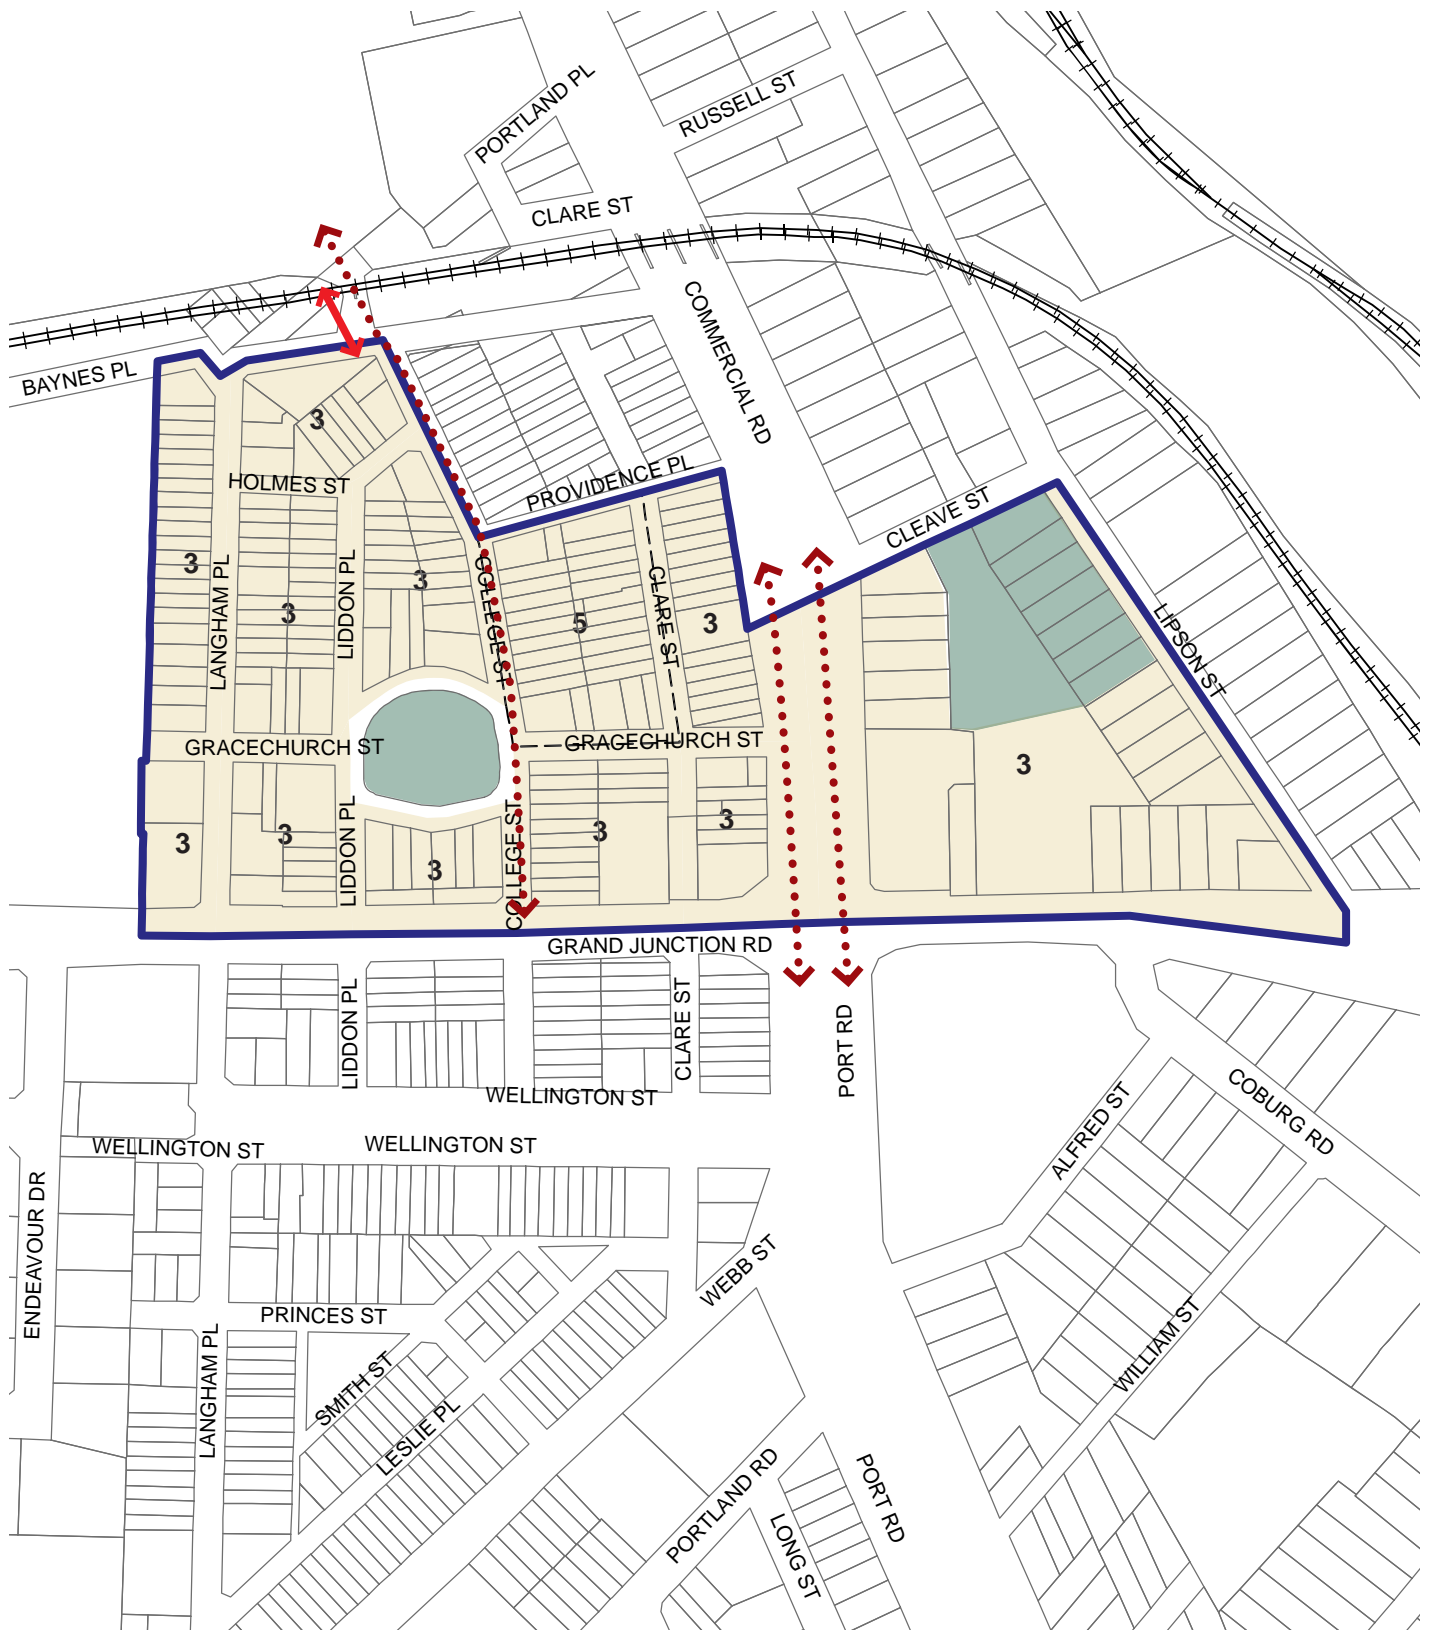 PORTLAND PL
RUSSELL ST
CLARE ST
COMMERCIAL RD
BAYNES PL
3
HOLMES ST
PROVIDENCE PL
CLEAVE ST
3
LANGHAM PL
3
LIDDON PL
3
COLLEGE ST
5
CLARE ST
3
LIPSON ST
GRACECHURCH ST
GRACECHURCH ST
3
3
3
LIDDON PL
3
COLLEGE ST
3
3
GRAND JUNCTION RD
LIDDON PL
CLARE ST
PORT RD
WELLINGTON ST
WELLINGTON ST
WELLINGTON ST
ALFRED ST
COBURG RD
ENDEAVOUR DR
WEBB ST
PRINCES ST
LANGHAM PL
SMITH ST
LESLIE PL
WILLIAM ST
PORTLAND RD
LONG ST
PORT RD